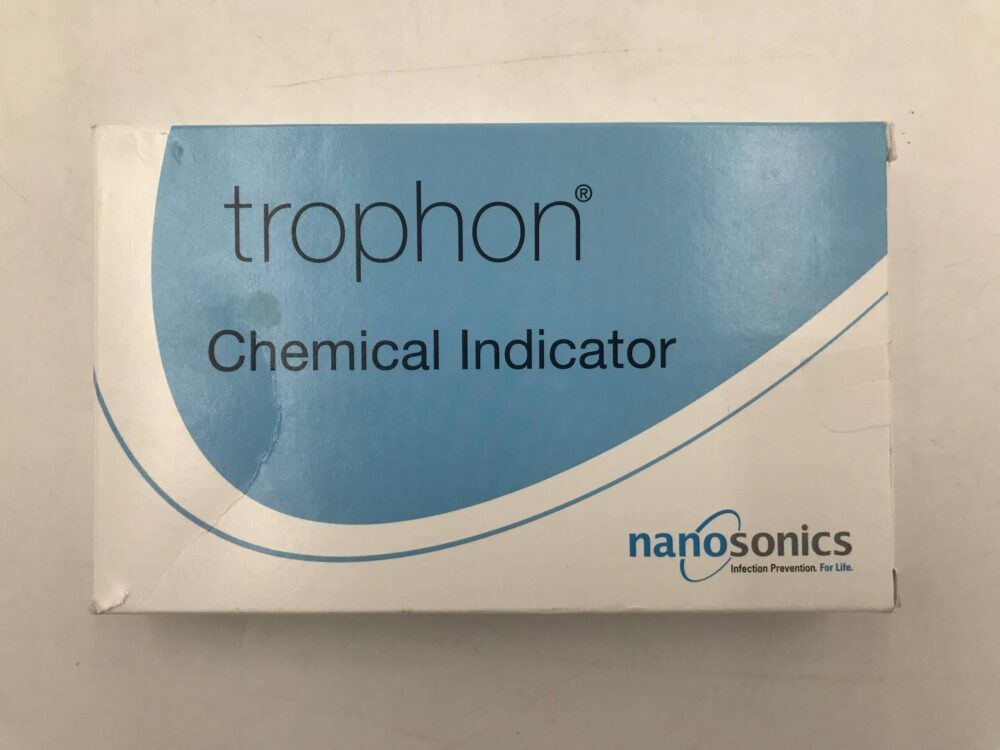 trophon®
Chemical Indicator
nanosonics
Infection Prevention. For Life.